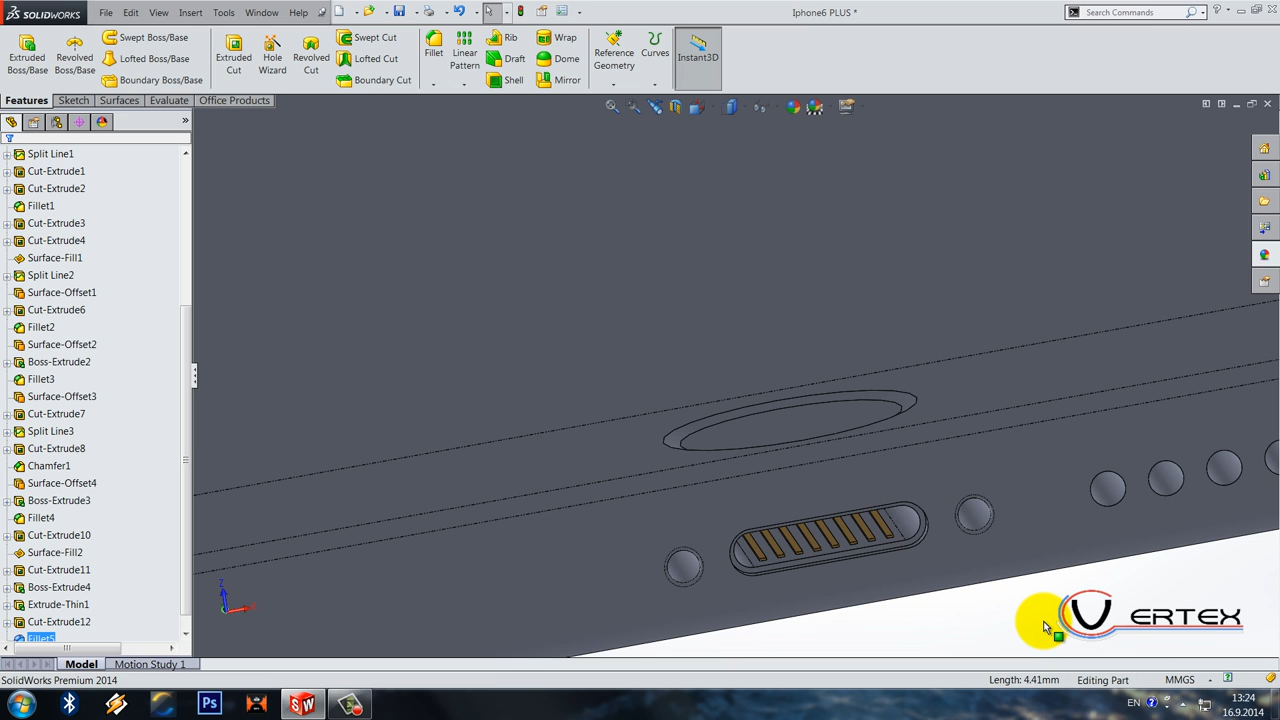 SOLIDWORKS File Edit View Insert Tools Window Help Iphone6 PLUS * Search Commands
Extruded Boss/Base
Revolved Boss/Base
Swept Boss/Base
Lofted Boss/Base
Boundary Boss/Base
Extruded Cut
Hole Wizard
Revolved Cut
Swept Cut
Lofted Cut
Boundary Cut
Fillet
Linear Pattern
Rib
Draft
Shell
Wrap
Dome
Mirror
Reference Geometry
Curves
Instant3D
Features Sketch Surfaces Evaluate Office Products
Split Line1
Cut-Extrude1
Cut-Extrude2
Fillet1
Cut-Extrude3
Cut-Extrude4
Surface-Fill1
Split Line2
Surface-Offset1
Cut-Extrude6
Fillet2
Surface-Offset2
Boss-Extrude2
Fillet3
Surface-Offset3
Cut-Extrude7
Split Line3
Cut-Extrude8
Chamfer1
Surface-Offset4
Boss-Extrude3
Fillet4
Cut-Extrude10
Surface-Fill2
Cut-Extrude11
Boss-Extrude4
Extrude-Thin1
Cut-Extrude12
Fillet5
Z
VERTEX
Model Motion Study 1
SolidWorks Premium 2014 Length: 4.41mm Editing Part MMGS
Ps SW EN 13:24
16.9.2014